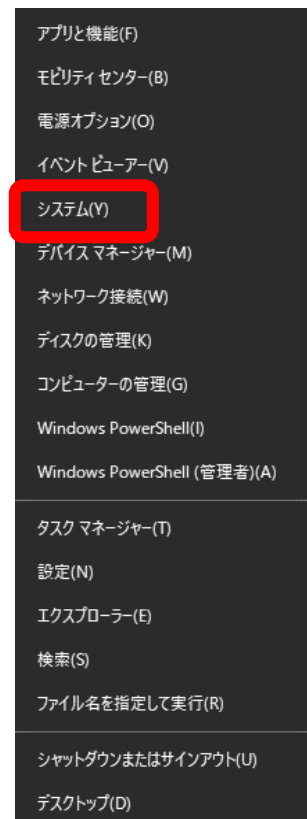 アプリと機能(F)
モビリティ センター(B)
電源オプション(O)
イベント ビューアー(V)
システム(Y)
デバイス マネージャー(M)
ネットワーク接続(W)
ディスクの管理(K)
コンピューターの管理(G)
Windows PowerShell(I)
Windows PowerShell (管理者)(A)
タスク マネージャー(T)
設定(N)
エクスプローラー(E)
検索(S)
ファイル名を指定して実行(R)
シャットダウンまたはサインアウト(U)
デスクトップ(D)